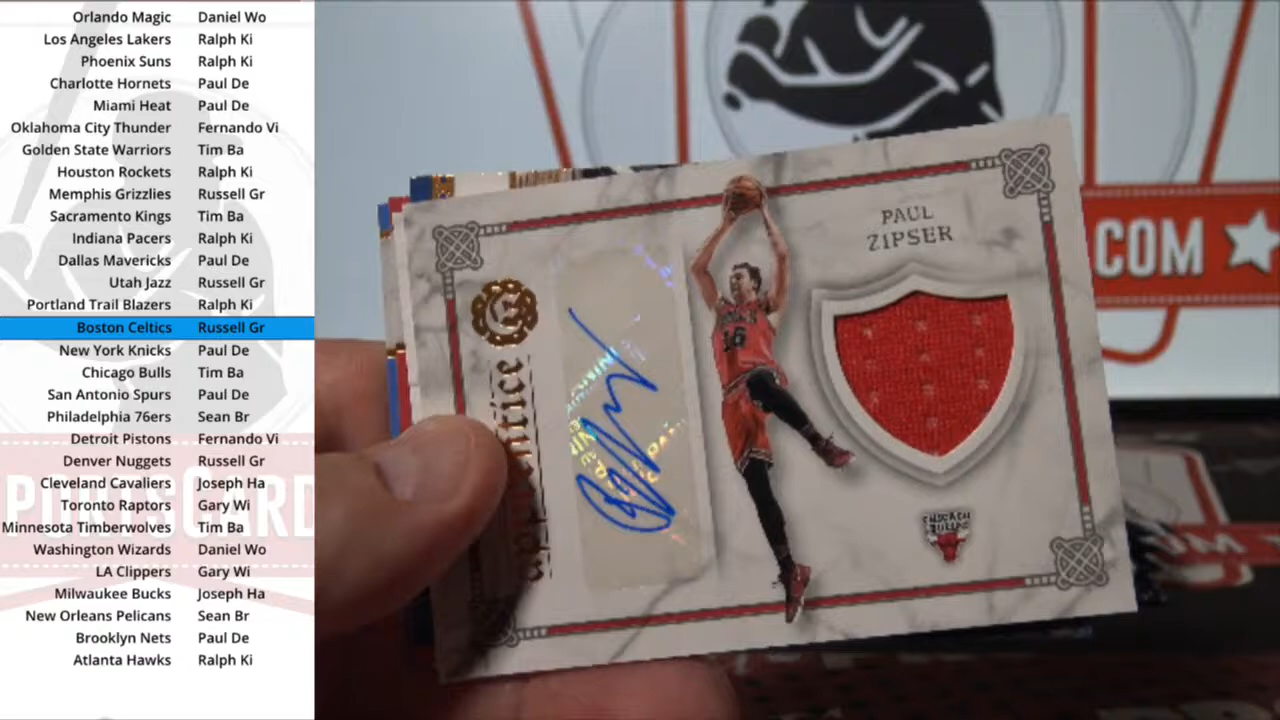 Orlando Magic Daniel Wo
Los Angeles Lakers Ralph Ki
Phoenix Suns Ralph Ki
Charlotte Hornets Paul De
Miami Heat Paul De
Oklahoma City Thunder Fernando Vi
Golden State Warriors Tim Ba
Houston Rockets Ralph Ki
Memphis Grizzlies Russell Gr
Sacramento Kings Tim Ba
Indiana Pacers Ralph Ki
Dallas Mavericks Paul De
Utah Jazz Russell Gr
Portland Trail Blazers Ralph Ki
Boston Celtics Russell Gr
New York Knicks Paul De
Chicago Bulls Tim Ba
San Antonio Spurs Paul De
Philadelphia 76ers Sean Br
Detroit Pistons Fernando Vi
Denver Nuggets Russell Gr
Cleveland Cavaliers Joseph Ha
Toronto Raptors Gary Wi
Minnesota Timberwolves Tim Ba
Washington Wizards Daniel Wo
LA Clippers Gary Wi
Milwaukee Bucks Joseph Ha
New Orleans Pelicans Sean Br
Brooklyn Nets Paul De
Atlanta Hawks Ralph Ki
PAUL
ZIPSER
16
CHICAGO
BULLS
COM